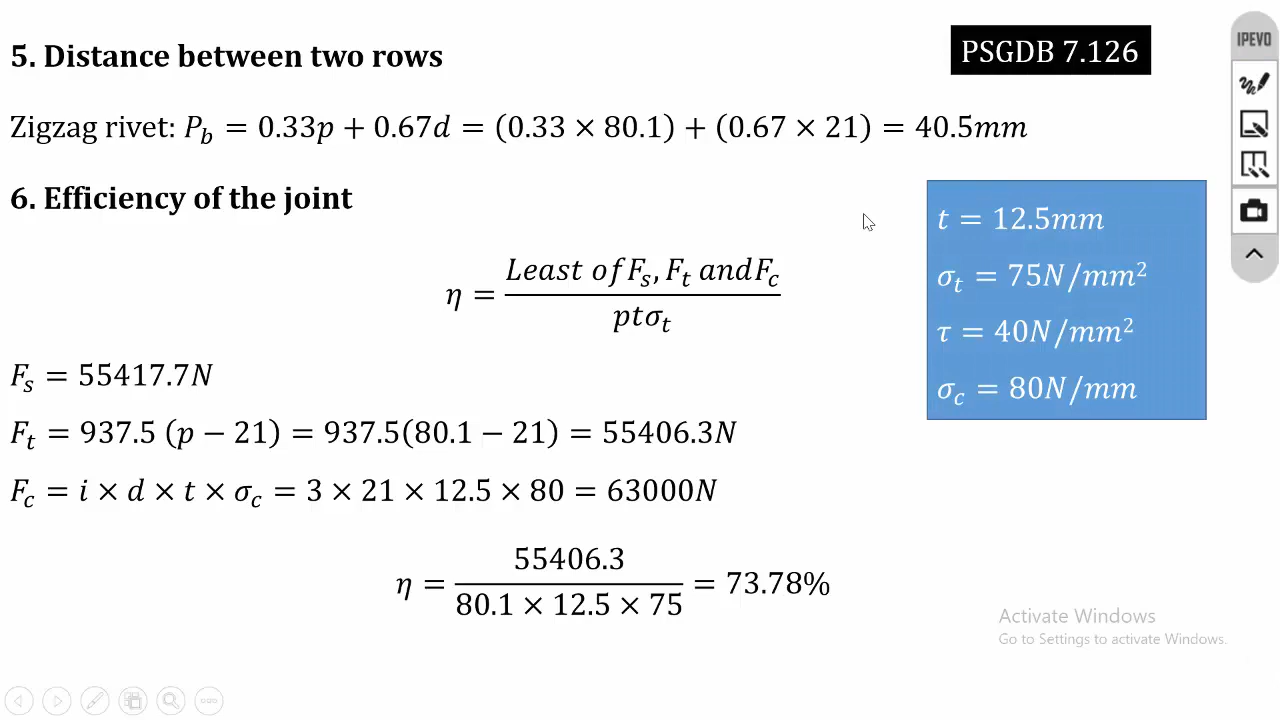 5. Distance between two rows
PSGDB 7.126
Zigzag rivet: P_b = 0.33p + 0.67d = (0.33 × 80.1) + (0.67 × 21) = 40.5mm
6. Efficiency of the joint
η = Least of F_s, F_t and F_c / ptσ_t
t = 12.5mm
σ_t = 75N/mm²
τ = 40N/mm²
σ_c = 80N/mm
F_s = 55417.7N
F_t = 937.5 (p − 21) = 937.5(80.1 − 21) = 55406.3N
F_c = i × d × t × σ_c = 3 × 21 × 12.5 × 80 = 63000N
η = 55406.3 / 80.1 × 12.5 × 75 = 73.78%
IPEVO
Activate Windows
Go to Settings to activate Windows.